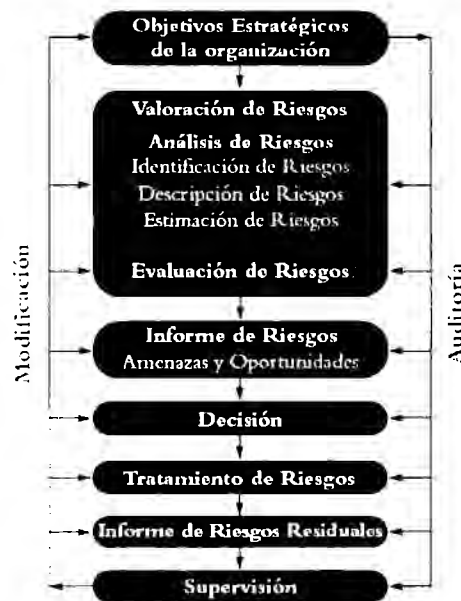 Objetivos Estratégicos
de la organización
Valoración de Riesgos
Análisis de Riesgos
Identificación de Riesgos
Descripción de Riesgos
Estimación de Riesgos
Evaluación de Riesgos
Modificación
Auditoría
Informe de Riesgos
Amenazas y Oportunidades
Decisión
Tratamiento de Riesgos
Informe de Riesgos Residuales
Supervisión